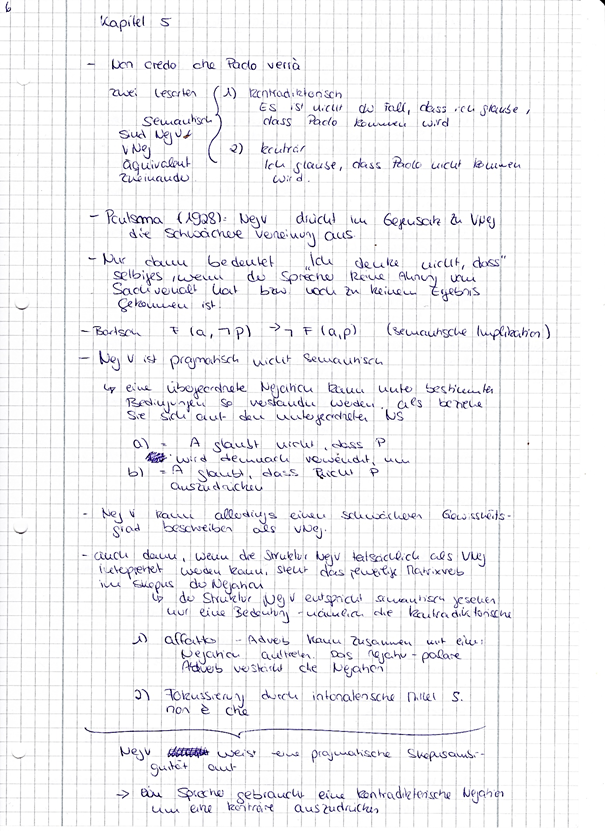 6
Kapitel 5
- Non credo che Paolo verrà
zwei Lesarten 1) kontradiktorisch
Es ist nicht der Fall, dass ich glaube,
dass Paolo kommen wird
semantisch
sind NegV
VNeg
äquivalent
zueinander
2) konträr
Ich glaube, dass Paolo nicht kommen
wird.
- Poutsma (1928): NegV drückt im Gegensatz zu VNeg
die schwächere Verneinung aus.
- Nur dann bedeutet "Ich denke nicht, dass"
selbiges, wenn der Sprecher keine Ahnung vom
Sachverhalt hat bzw. noch zu keinem Ergebnis
gekommen ist.
- Bartsch F (a, ¬ p) → ¬ F (a, p) (semantische Implikation)
- Neg V ist pragmatisch nicht semantisch
↳ eine übergeordnete Negation kann unter bestimmten
Bedingungen so verstanden werden, als beziehe
sie sich auf den untergeordneten NS
a) = A glaubt nicht, dass P
wird demnach verwendet, um
b) = A glaubt, dass nicht P
auszudrücken
- Neg V kann allerdings einen schwächeren Gewissheits-
grad beschreiben als VNeg.
- auch dann, wenn die Struktur NegV tatsächlich als VNeg
interpretiert werden kann, steht das jeweilige Matrixverb
im Skopus der Negation
↳ der Struktur NegV entspricht semantisch gesehen
nur eine Bedeutung - nämlich die kontradiktorische
1) affatto - Adverb kann zusammen mit einer
Negation auftreten. Das negativ-polare
Adverb verstärkt die Negation
2) Fokussierung durch intonatorische Mittel s.
non è che
NegV weist eine pragmatische Skopusambi-
guität auf
→ Ein Sprecher gebraucht eine kontradiktorische Negation
um eine konträre auszudrücken